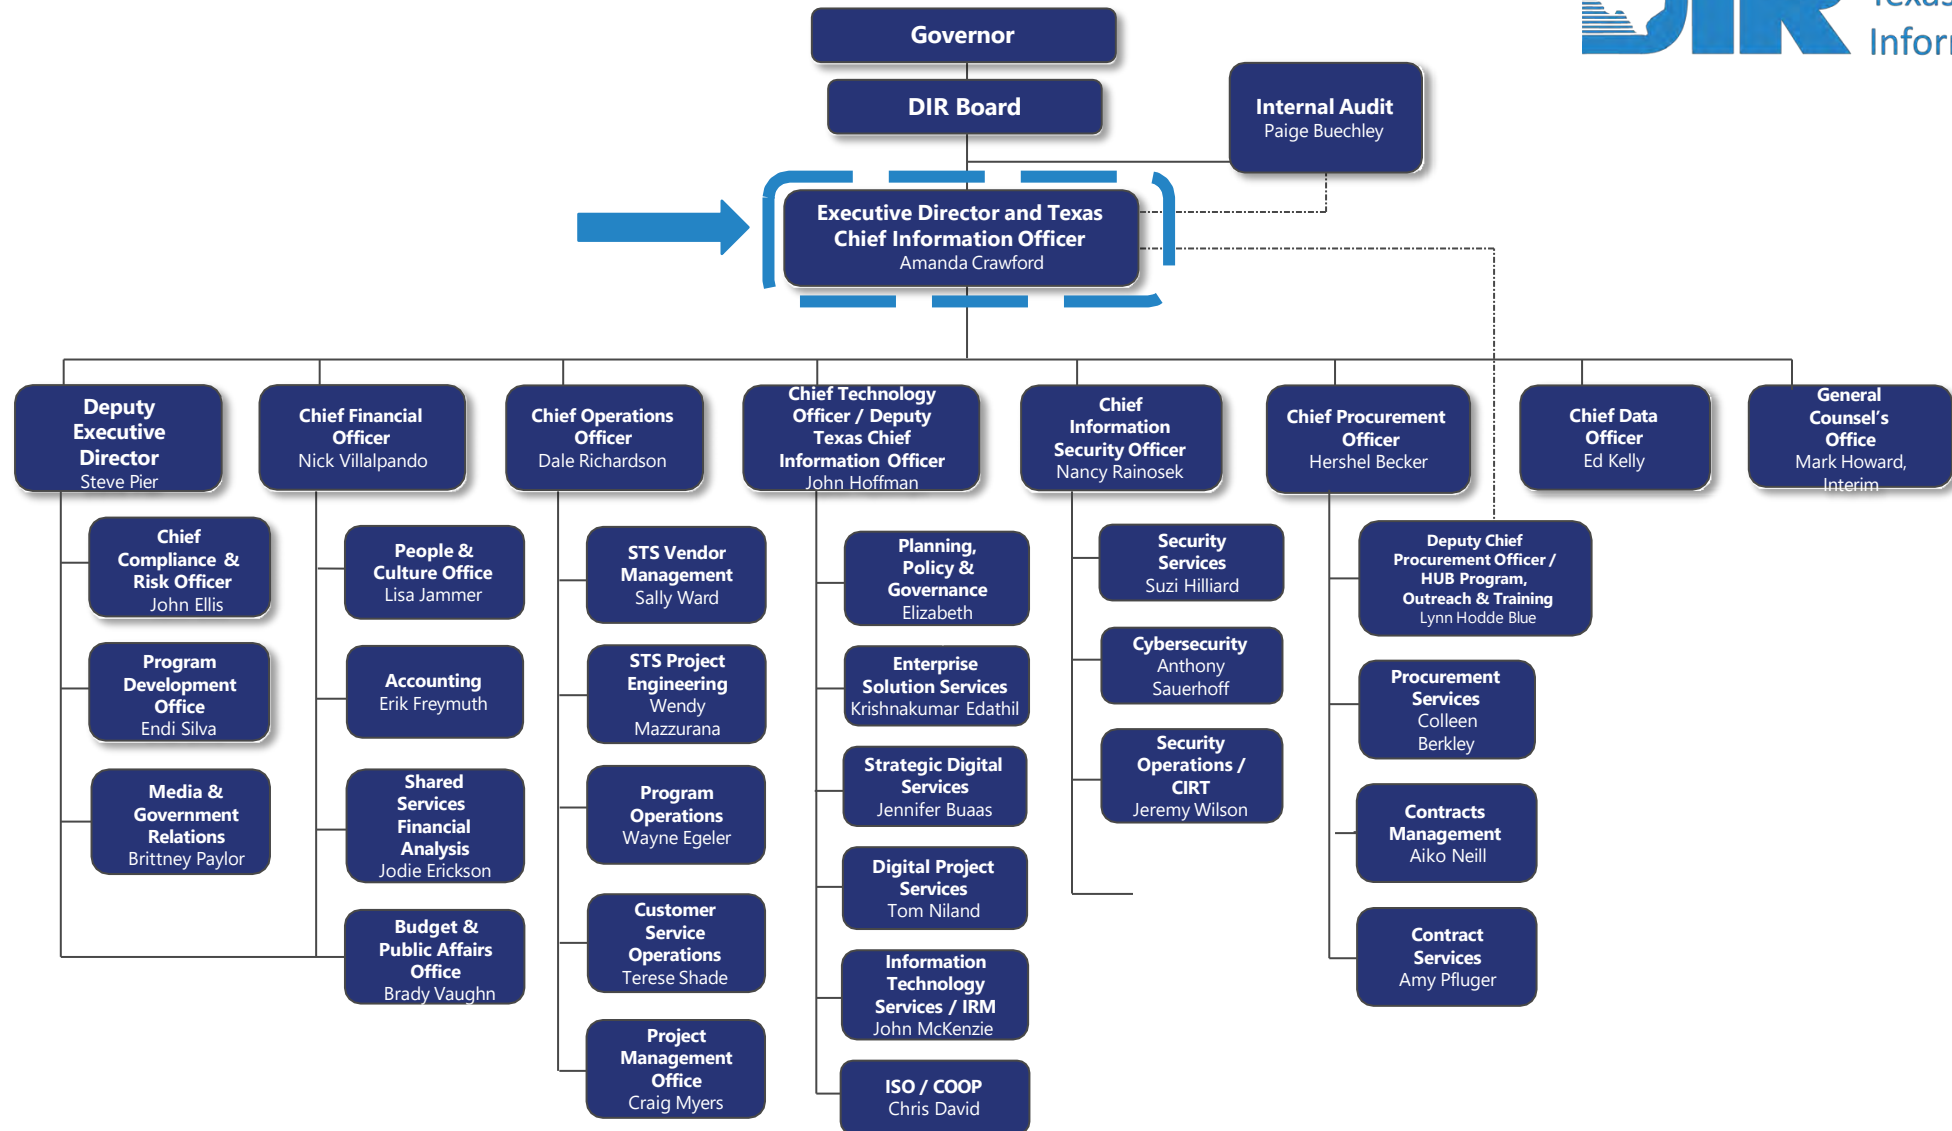 Texas
Inform
DIR
Governor
DIR Board
Internal Audit
Paige Buechley
Executive Director and Texas
Chief Information Officer
Amanda Crawford
Deputy
Executive
Director
Steve Pier
Chief Financial
Officer
Nick Villalpando
Chief Operations
Officer
Dale Richardson
Chief Technology
Officer / Deputy
Texas Chief
Information Officer
John Hoffman
Chief
Information
Security Officer
Nancy Rainosek
Chief Procurement
Officer
Hershel Becker
Chief Data
Officer
Ed Kelly
General
Counsel's
Office
Mark Howard,
Interim
Chief
Compliance &
Risk Officer
John Ellis
Program
Development
Office
Endi Silva
Media &
Government
Relations
Brittney Paylor
People &
Culture Office
Lisa Jammer
Accounting
Erik Freymuth
Shared
Services
Financial
Analysis
Jodie Erickson
Budget &
Public Affairs
Office
Brady Vaughn
STS Vendor
Management
Sally Ward
STS Project
Engineering
Wendy
Mazzurana
Program
Operations
Wayne Egeler
Customer
Service
Operations
Terese Shade
Project
Management
Office
Craig Myers
Planning,
Policy &
Governance
Elizabeth
Enterprise
Solution Services
Krishnakumar Edathil
Strategic Digital
Services
Jennifer Buaas
Digital Project
Services
Tom Niland
Information
Technology
Services / IRM
John McKenzie
ISO / COOP
Chris David
Security
Services
Suzi Hilliard
Cybersecurity
Anthony
Sauerhoff
Security
Operations /
CIRT
Jeremy Wilson
Deputy Chief
Procurement Officer /
HUB Program,
Outreach & Training
Lynn Hodde Blue
Procurement
Services
Colleen
Berkley
Contracts
Management
Aiko Neill
Contract
Services
Amy Pfluger